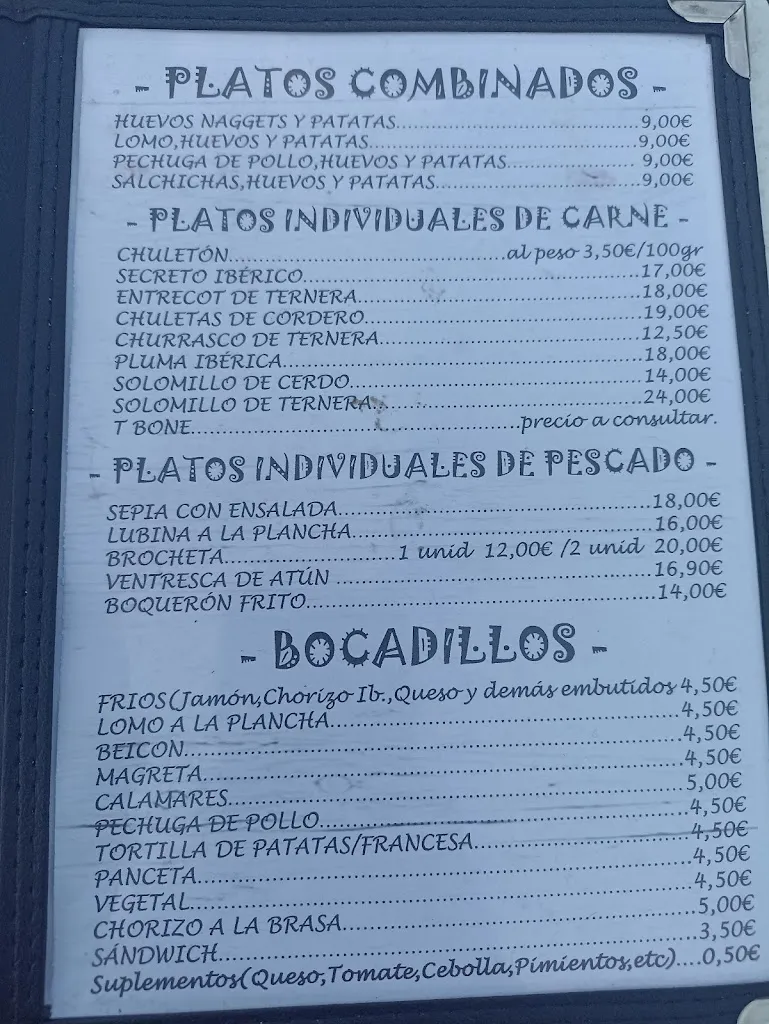 - PLATOS COMBINADOS -
HUEVOS NAGGETS Y PATATAS..........9,00€
LOMO,HUEVOS Y PATATAS..........9,00€
PECHUGA DE POLLO,HUEVOS Y PATATAS..........9,00€
SALCHICHAS,HUEVOS Y PATATAS..........9,00€
- PLATOS INDIVIDUALES DE CARNE -
CHULETÓN..........al peso 3,50€/100gr
SECRETO IBÉRICO..........17,00€
ENTRECOT DE TERNERA..........18,00€
CHULETAS DE CORDERO..........19,00€
CHURRASCO DE TERNERA..........12,50€
PLUMA IBÉRICA..........18,00€
SOLOMILLO DE CERDO..........14,00€
SOLOMILLO DE TERNERA..........24,00€
T BONE..........precio a consultar.
- PLATOS INDIVIDUALES DE PESCADO -
SEPIA CON ENSALADA..........18,00€
LUBINA A LA PLANCHA..........16,00€
BROCHETA..........1 unid 12,00€ /2 unid 20,00€
VENTRESCA DE ATÚN ..........16,90€
BOQUERÓN FRITO..........14,00€
- BOCADILLOS -
FRIOS(Jamón,Chorizo Ib.,Queso y demás embutidos 4,50€
LOMO A LA PLANCHA..........4,50€
BEICON..........4,50€
MAGRETA..........4,50€
CALAMARES..........5,00€
PECHUGA DE POLLO..........4,50€
TORTILLA DE PATATAS/FRANCESA..........4,50€
PANCETA..........4,50€
VEGETAL..........4,50€
CHORIZO A LA BRASA..........5,00€
SÁNDWICH..........3,50€
Suplementos(Queso,Tomate,Cebolla,Pimientos,etc)....0,50€